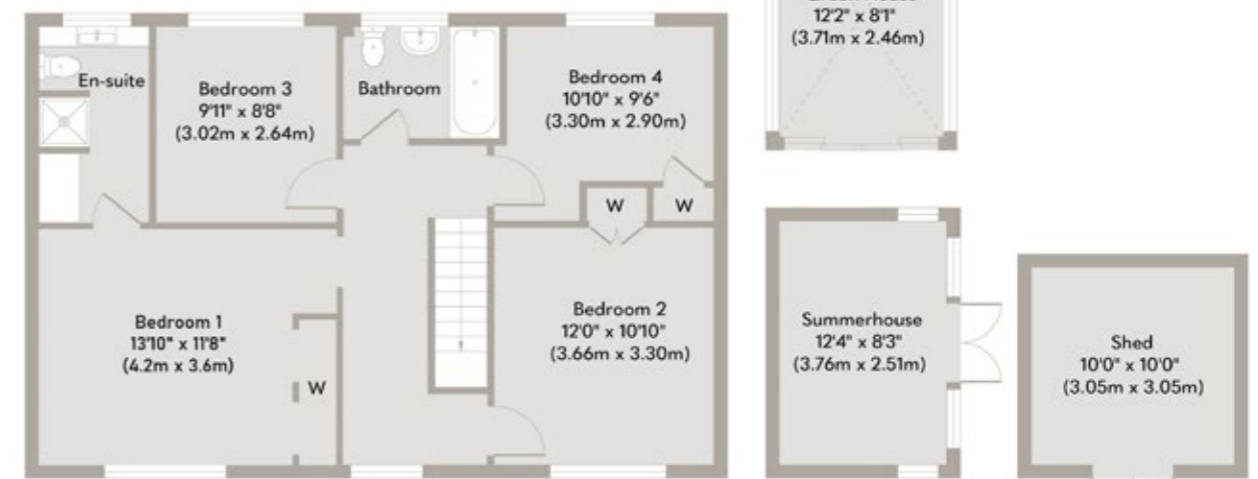 En-suite
Bedroom 3
9'11" x 8'8"
(3.02m x 2.64m)
Bathroom
Bedroom 4
10'10" x 9'6"
(3.30m x 2.90m)
W
W
Bedroom 1
13'10" x 11'8"
(4.2m x 3.6m)
W
Bedroom 2
12'0" x 10'10"
(3.66m x 3.30m)
12'2" x 8'1"
(3.71m x 2.46m)
Summerhouse
12'4" x 8'3"
(3.76m x 2.51m)
Shed
10'0" x 10'0"
(3.05m x 3.05m)